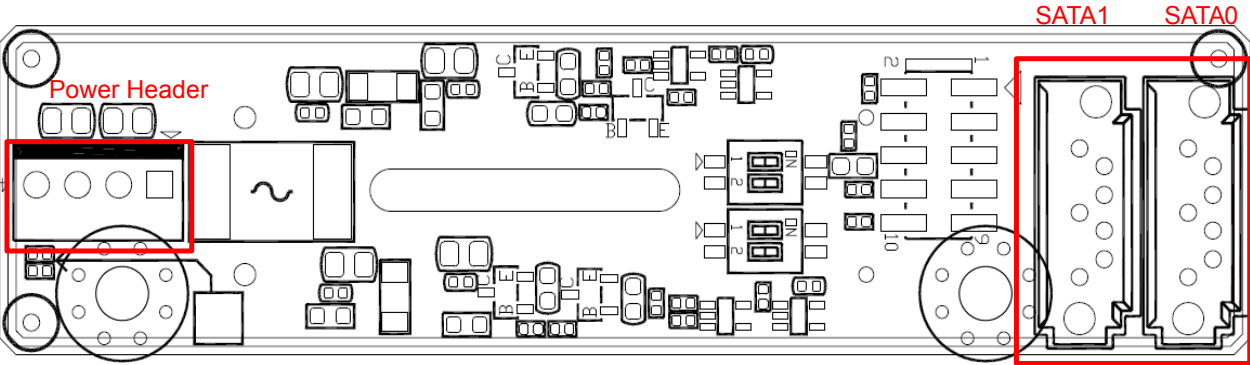 SATA1 SATA0
Power Header
C E
B
C
B E
2 1
1 2 ON
1 2 ON
10 9
C E
B
C E
B